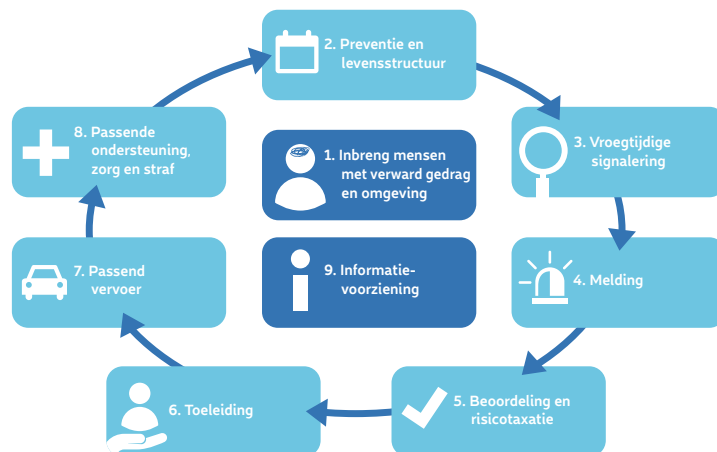 2. Preventie en
levensstructuur
8. Passende
ondersteuning,
zorg en straf
1. Inbreng mensen
met verward gedrag
en omgeving
3. Vroegtijdige
signalering
7. Passend
vervoer
9. Informatie-
voorziening
4. Melding
6. Toeleiding
5. Beoordeling en
risicotaxatie